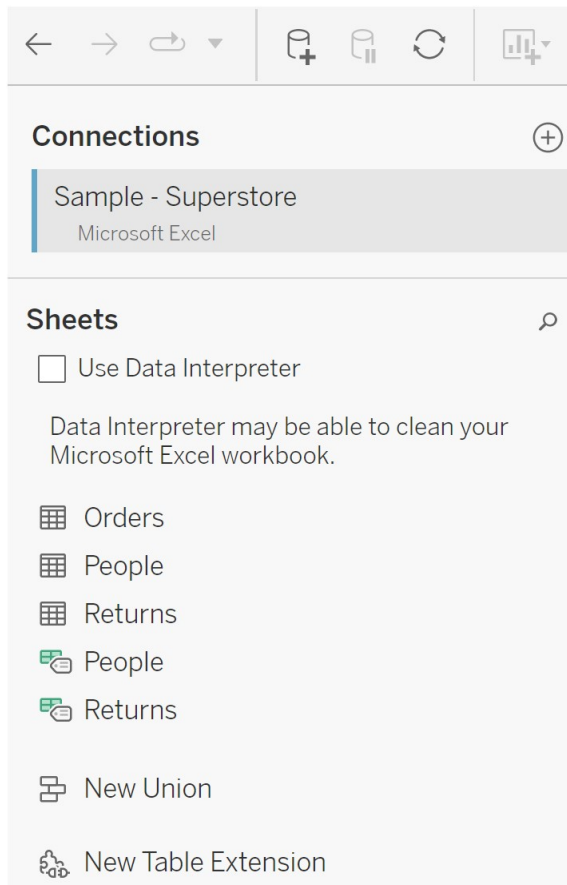 Connections
Sample - Superstore
Microsoft Excel
Sheets
Use Data Interpreter
Data Interpreter may be able to clean your
Microsoft Excel workbook.
Orders
People
Returns
People
Returns
New Union
New Table Extension